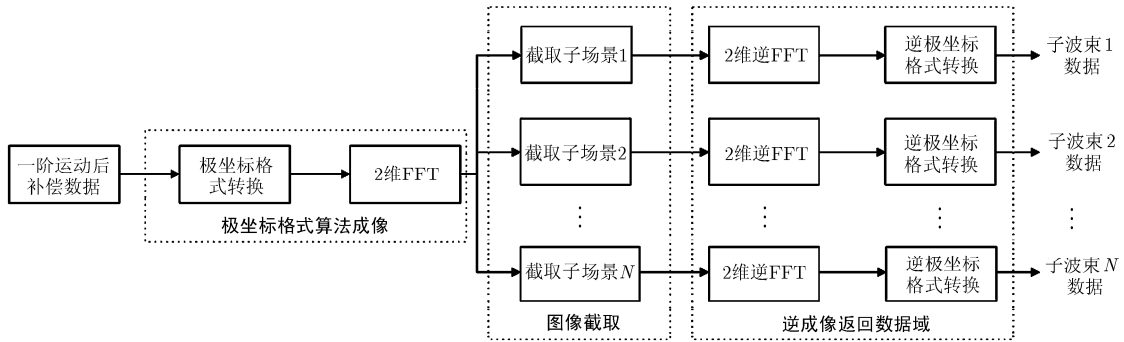 截取子场景1
2维逆FFT
逆极坐标
格式转换
子波束1
数据
一阶运动后
补偿数据
极坐标格
式转换
2维FFT
极坐标格式算法成像
截取子场景2
2维逆FFT
逆极坐标
格式转换
子波束2
数据
截取子场景N
2维逆FFT
逆极坐标
格式转换
子波束N
数据
图像截取
逆成像返回数据域